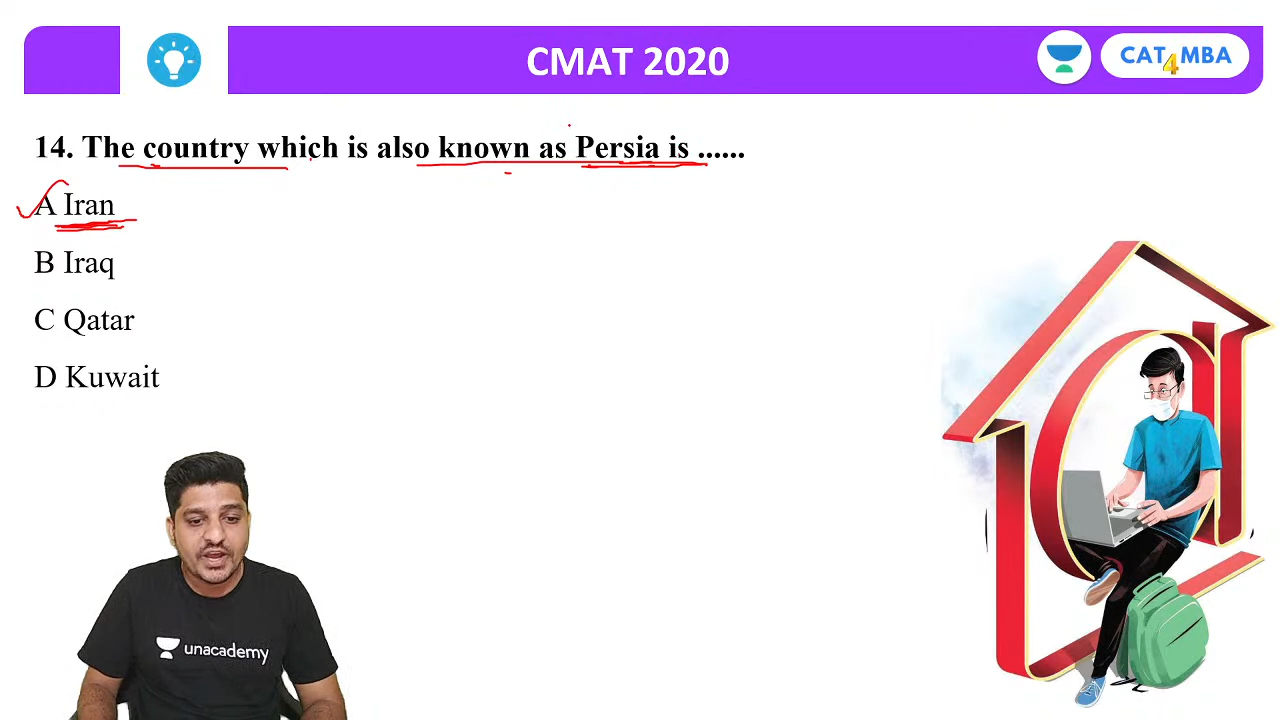 CMAT 2020
CAT4MBA
14. The country which is also known as Persia is ......
A Iran
B Iraq
C Qatar
D Kuwait
unacademy